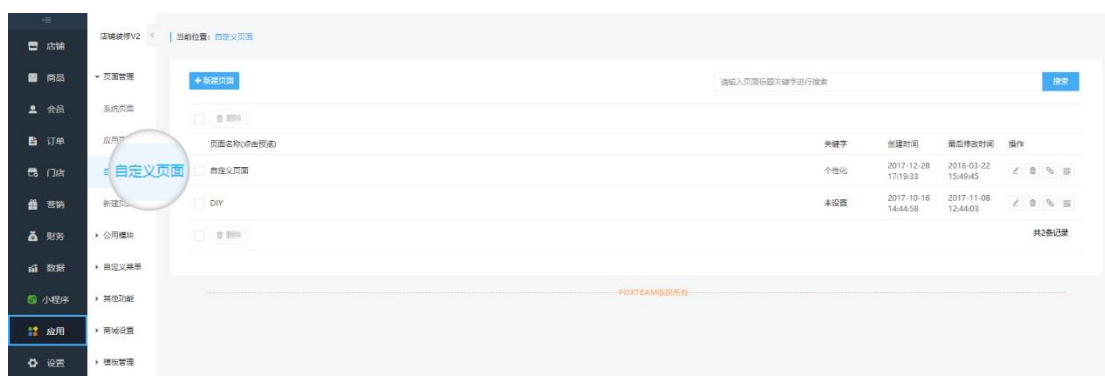 店铺
商品
会员
订单
门店
营销
财务
数据
小程序
应用
设置
店铺装修V2
页面管理
系统页面
应用页
自定义页面
新建页
公用模块
自定义菜单
其他功能
商城设置
模板管理
当前位置：自定义页面
新建页面
请输入页面标题关键字进行搜索
搜索
删除
页面名称(点击预览) 关键字 创建时间 最后修改时间 操作
自定义页面 个性化 2017-12-28 17:19:33 2018-03-22 15:49:45
DIY 未设置 2017-10-16 14:44:58 2017-11-08 12:44:03
删除 共2条记录
FOXTEAM版权所有